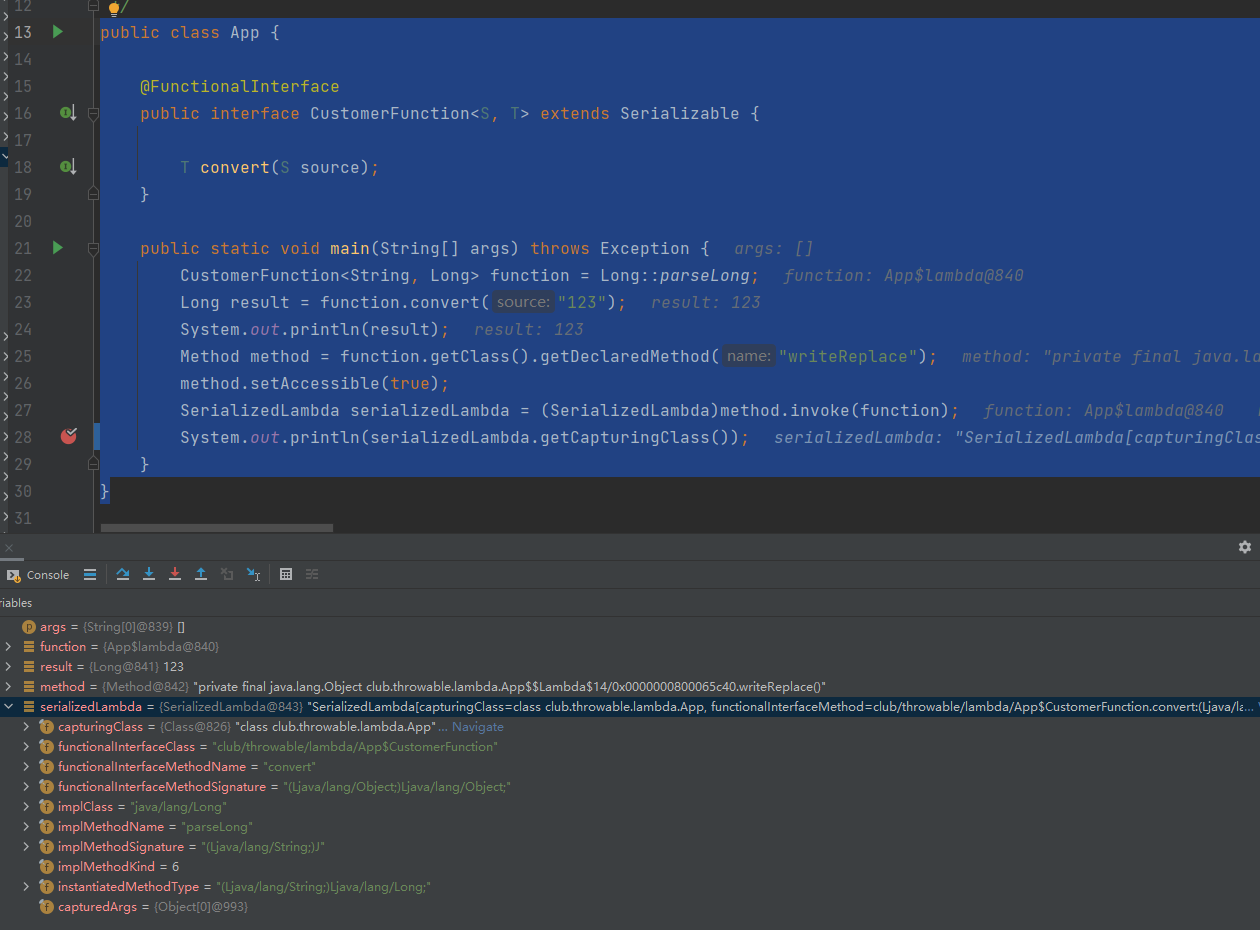 12 */
13 public class App {
14
15 @FunctionalInterface
16 public interface CustomerFunction<S, T> extends Serializable {
17
18 T convert(S source);
19 }
20
21 public static void main(String[] args) throws Exception { args: []
22 CustomerFunction<String, Long> function = Long::parseLong; function: App$lambda@840
23 Long result = function.convert( source: "123"); result: 123
24 System.out.println(result); result: 123
25 Method method = function.getClass().getDeclaredMethod( name: "writeReplace"); method: "private final java.la
26 method.setAccessible(true);
27 SerializedLambda serializedLambda = (SerializedLambda)method.invoke(function); function: App$lambda@840
28 System.out.println(serializedLambda.getCapturingClass()); serializedLambda: "SerializedLambda[capturingClas
29 }
30 }
31
Console
riables
args = {String[0]@839} []
function = {App$lambda@840}
result = {Long@841} 123
method = {Method@842} "private final java.lang.Object club.throwable.lambda.App$$Lambda$14/0x0000000800065c40.writeReplace()"
serializedLambda = {SerializedLambda@843} "SerializedLambda[capturingClass=class club.throwable.lambda.App, functionalInterfaceMethod=club/throwable/lambda/App$CustomerFunction.convert:(Ljava/la...
capturingClass = {Class@826} "class club.throwable.lambda.App"... Navigate
functionalInterfaceClass = "club/throwable/lambda/App$CustomerFunction"
functionalInterfaceMethodName = "convert"
functionalInterfaceMethodSignature = "(Ljava/lang/Object;)Ljava/lang/Object;"
implClass = "java/lang/Long"
implMethodName = "parseLong"
implMethodSignature = "(Ljava/lang/String;)J"
implMethodKind = 6
instantiatedMethodType = "(Ljava/lang/String;)Ljava/lang/Long;"
capturedArgs = {Object[0]@993}